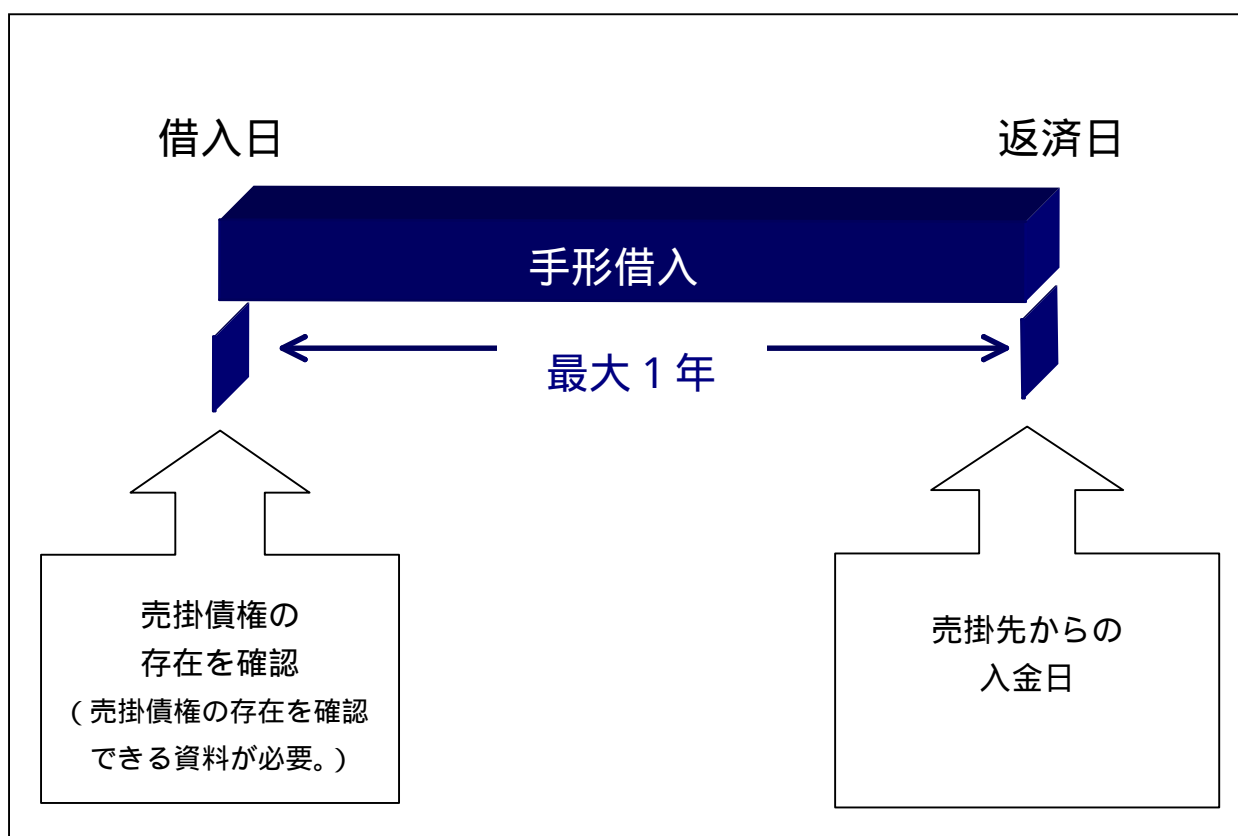 借入日
返済日
手形借入
最大1年
売掛債権の
存在を確認
(売掛債権の存在を確認
できる資料が必要。)
売掛先からの
入金日